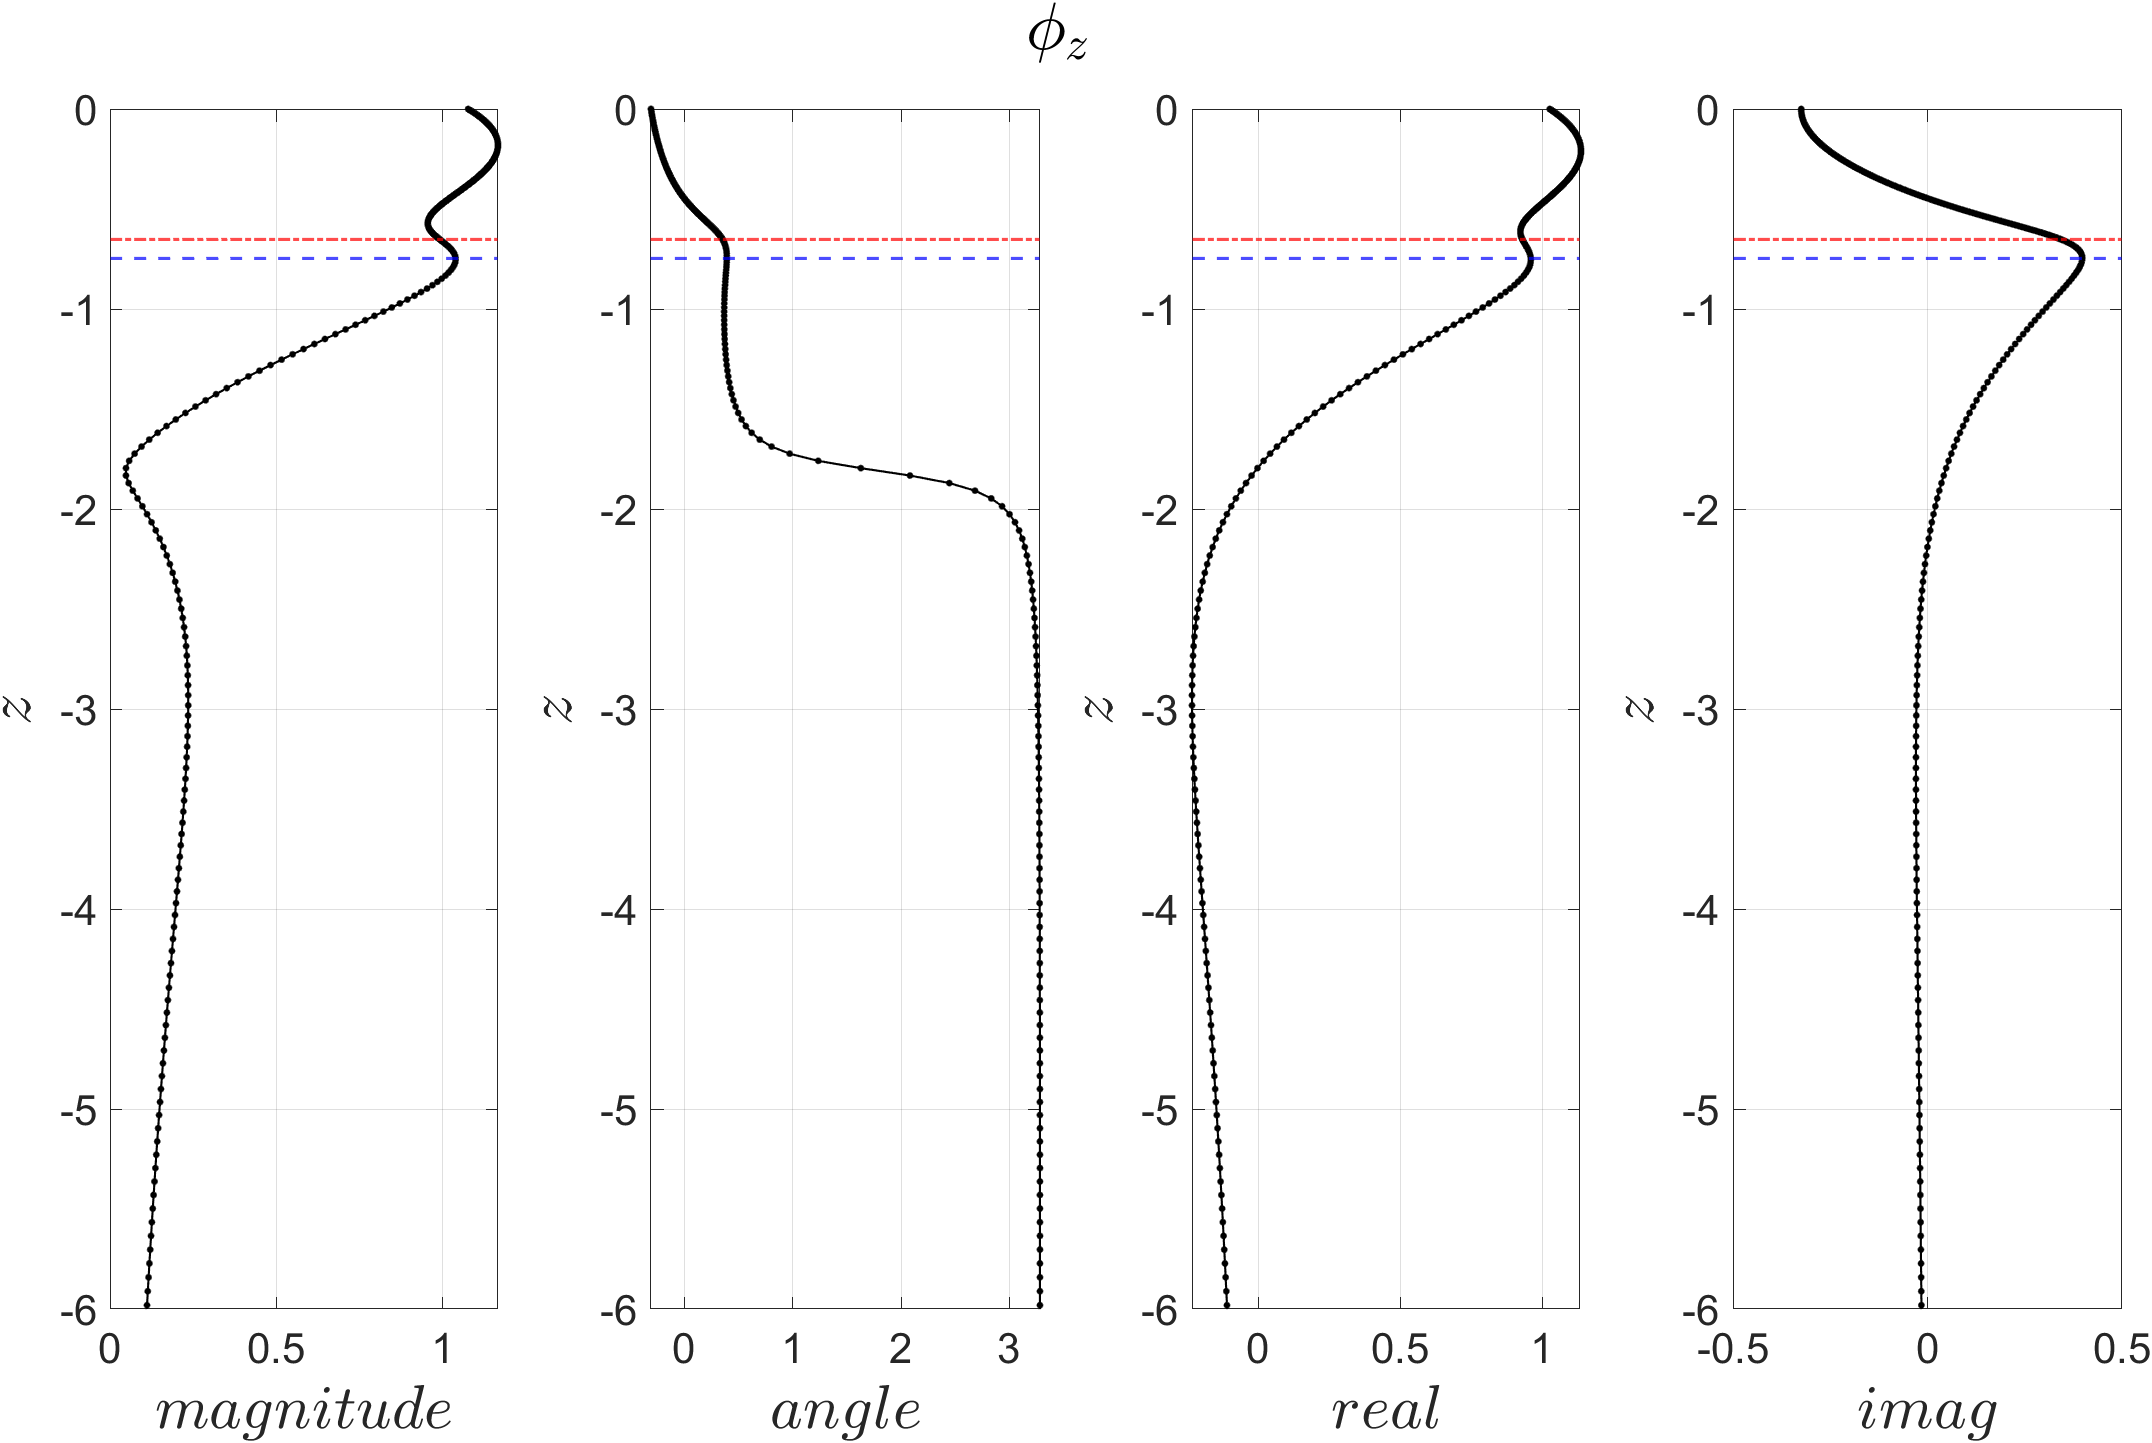 ϕ_z
0 0 0 0
-1 -1 -1 -1
-2 -2 -2 -2
z -3 z -3 z -3 z -3
-4 -4 -4 -4
-5 -5 -5 -5
-6 -6 -6 -6
0 0.5 1 0 1 2 3 0 0.5 1 -0.5 0 0.5
magnitude angle real imag